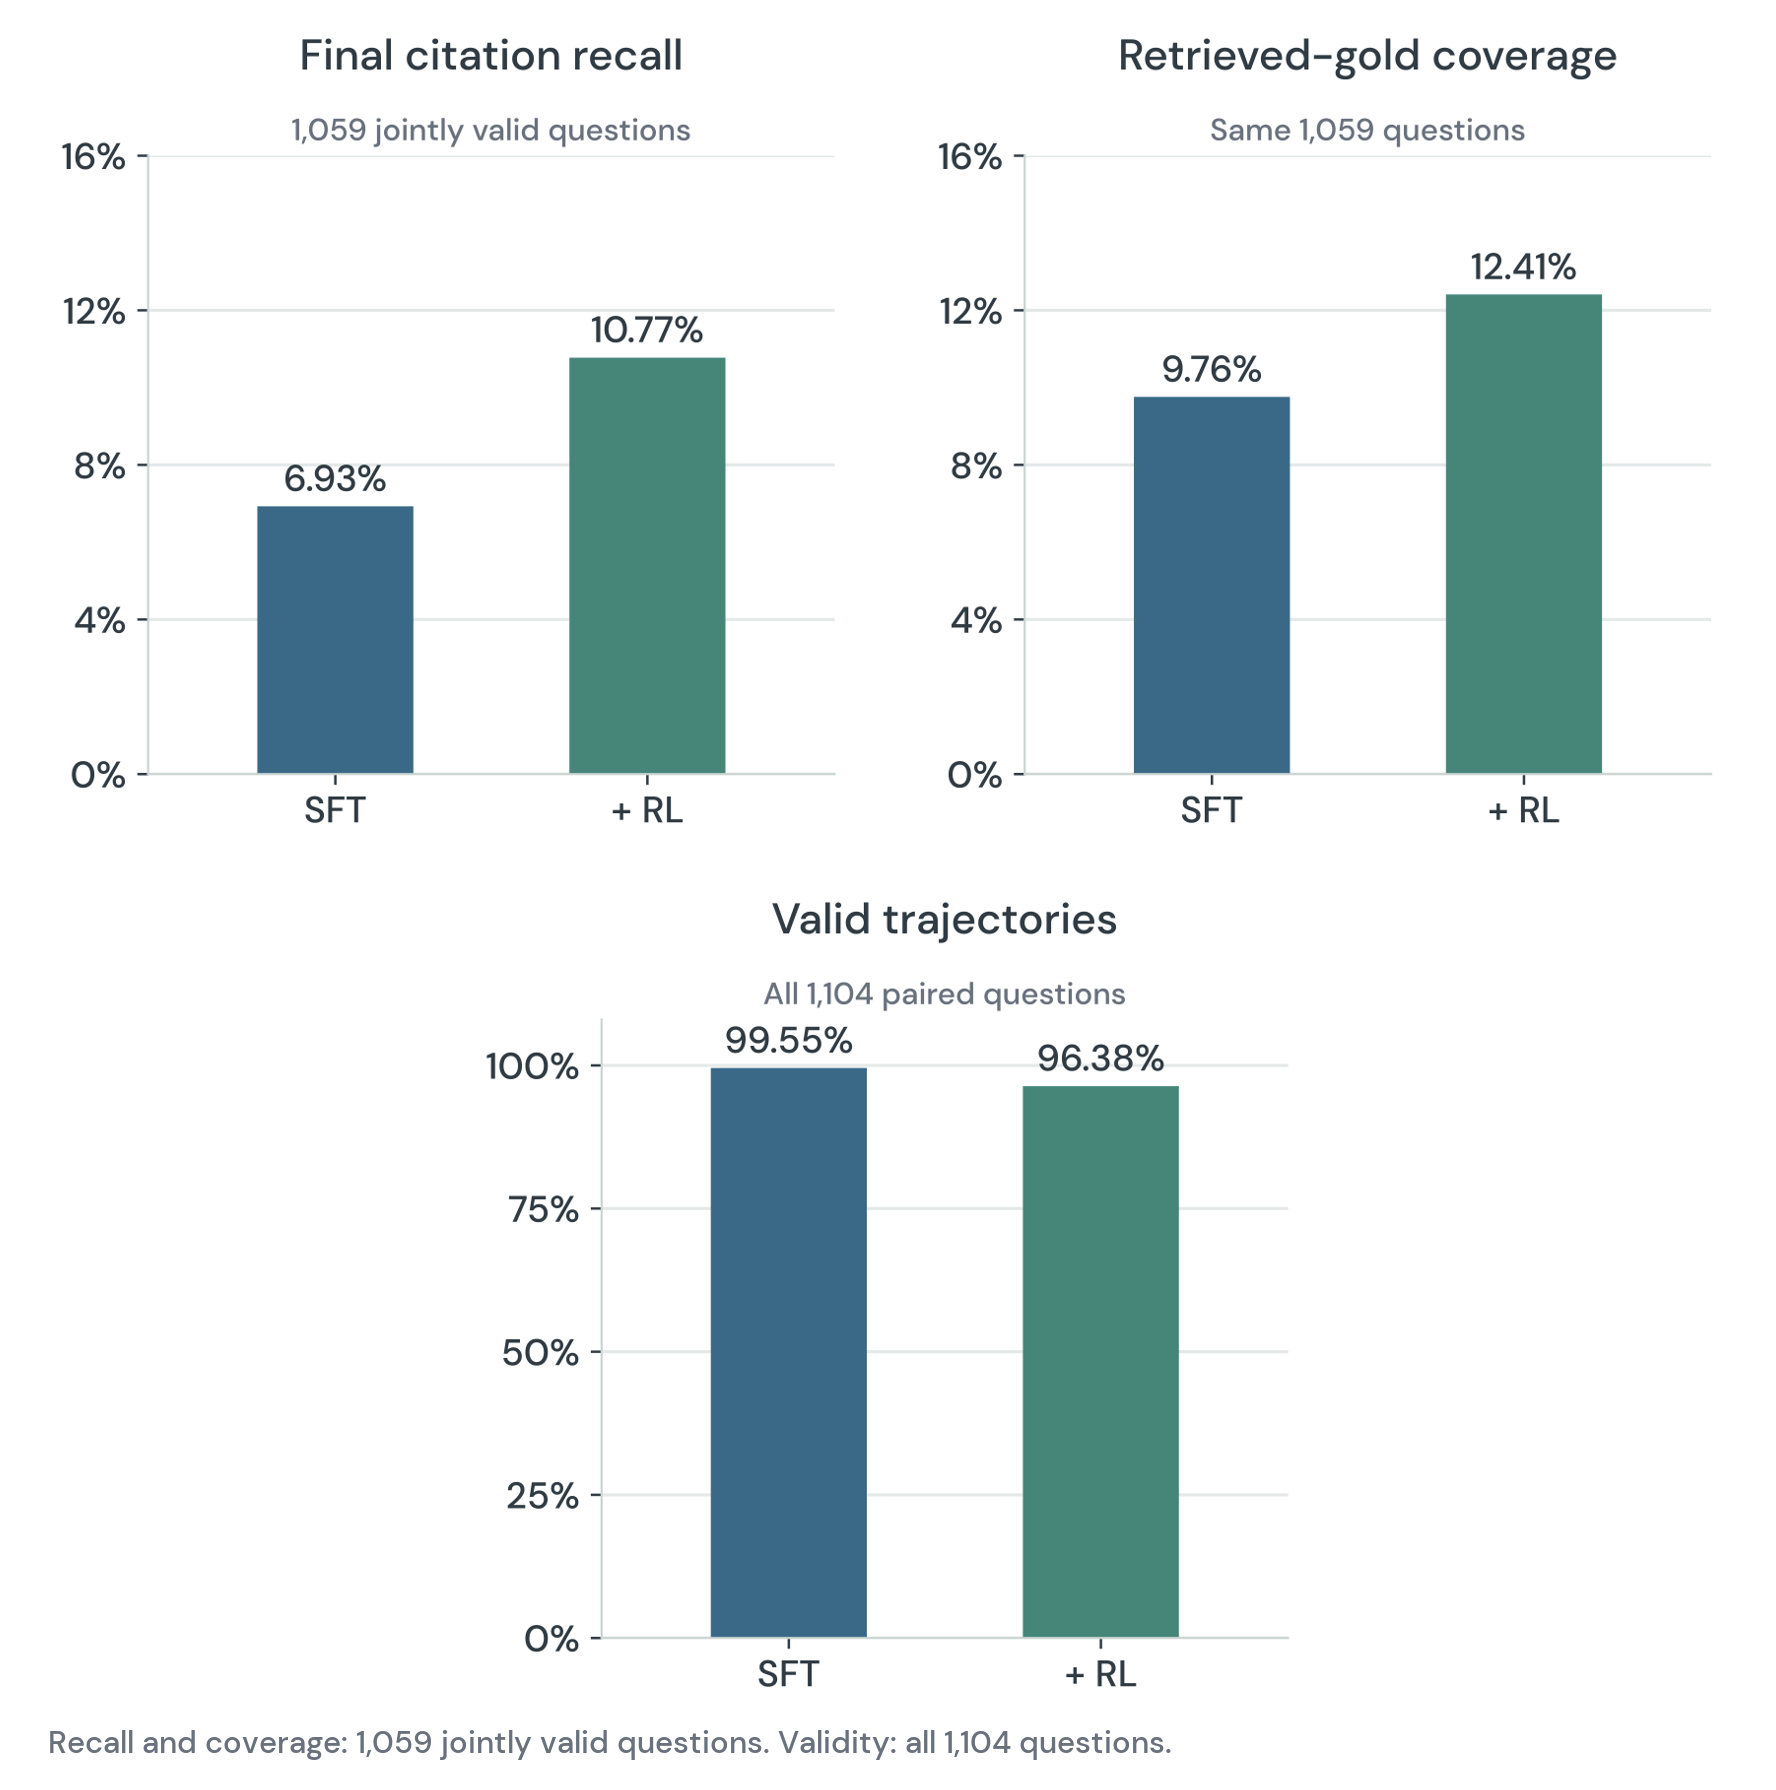 Final citation recall
1,059 jointly valid questions
16%
12%
8%
4%
0%
6.93%
10.77%
SFT
+ RL
Retrieved-gold coverage
Same 1,059 questions
16%
12%
8%
4%
0%
9.76%
12.41%
SFT
+ RL
Valid trajectories
All 1,104 paired questions
100%
75%
50%
25%
0%
99.55%
96.38%
SFT
+ RL
Recall and coverage: 1,059 jointly valid questions. Validity: all 1,104 questions.